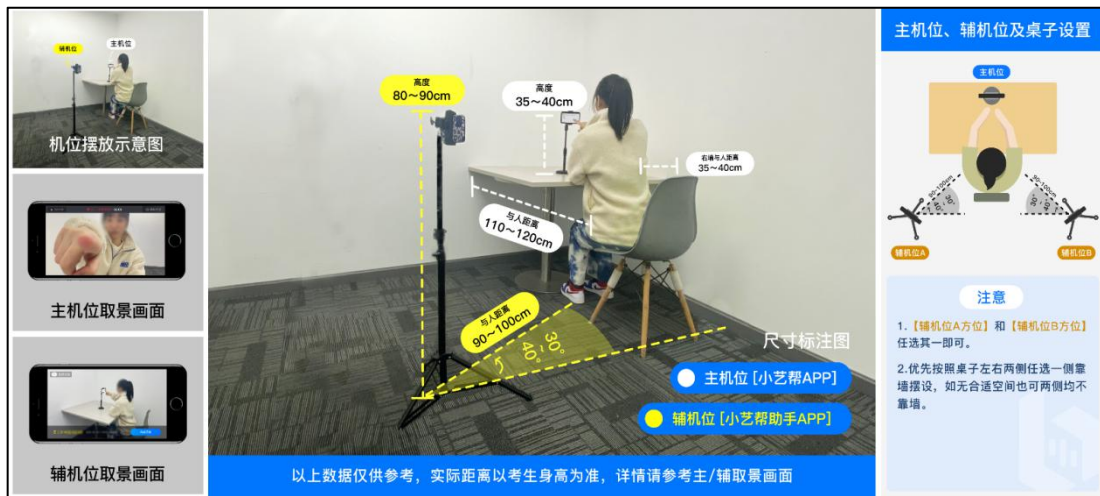 辅机位
主机位
机位摆放示意图
主机位取景画面
辅机位取景画面
高度
80～90cm
高度
35～40cm
右墙与人距离
35～40cm
与人距离
110～120cm
与人距离
90～100cm
30°
~
40°
尺寸标注图
主机位 [小艺帮APP]
辅机位 [小艺帮助手APP]
以上数据仅供参考，实际距离以考生身高为准，详情请参考主/辅取景画面
主机位、辅机位及桌子设置
主机位
90~100cm
30°
~
40°
90~100cm
30°
~
40°
辅机位A
辅机位B
注意
1.【辅机位A方位】和【辅机位B方位】
任选其一即可。
2.优先按照桌子左右两侧任选一侧靠
墙摆设，如无合适空间也可两侧均不
靠墙。